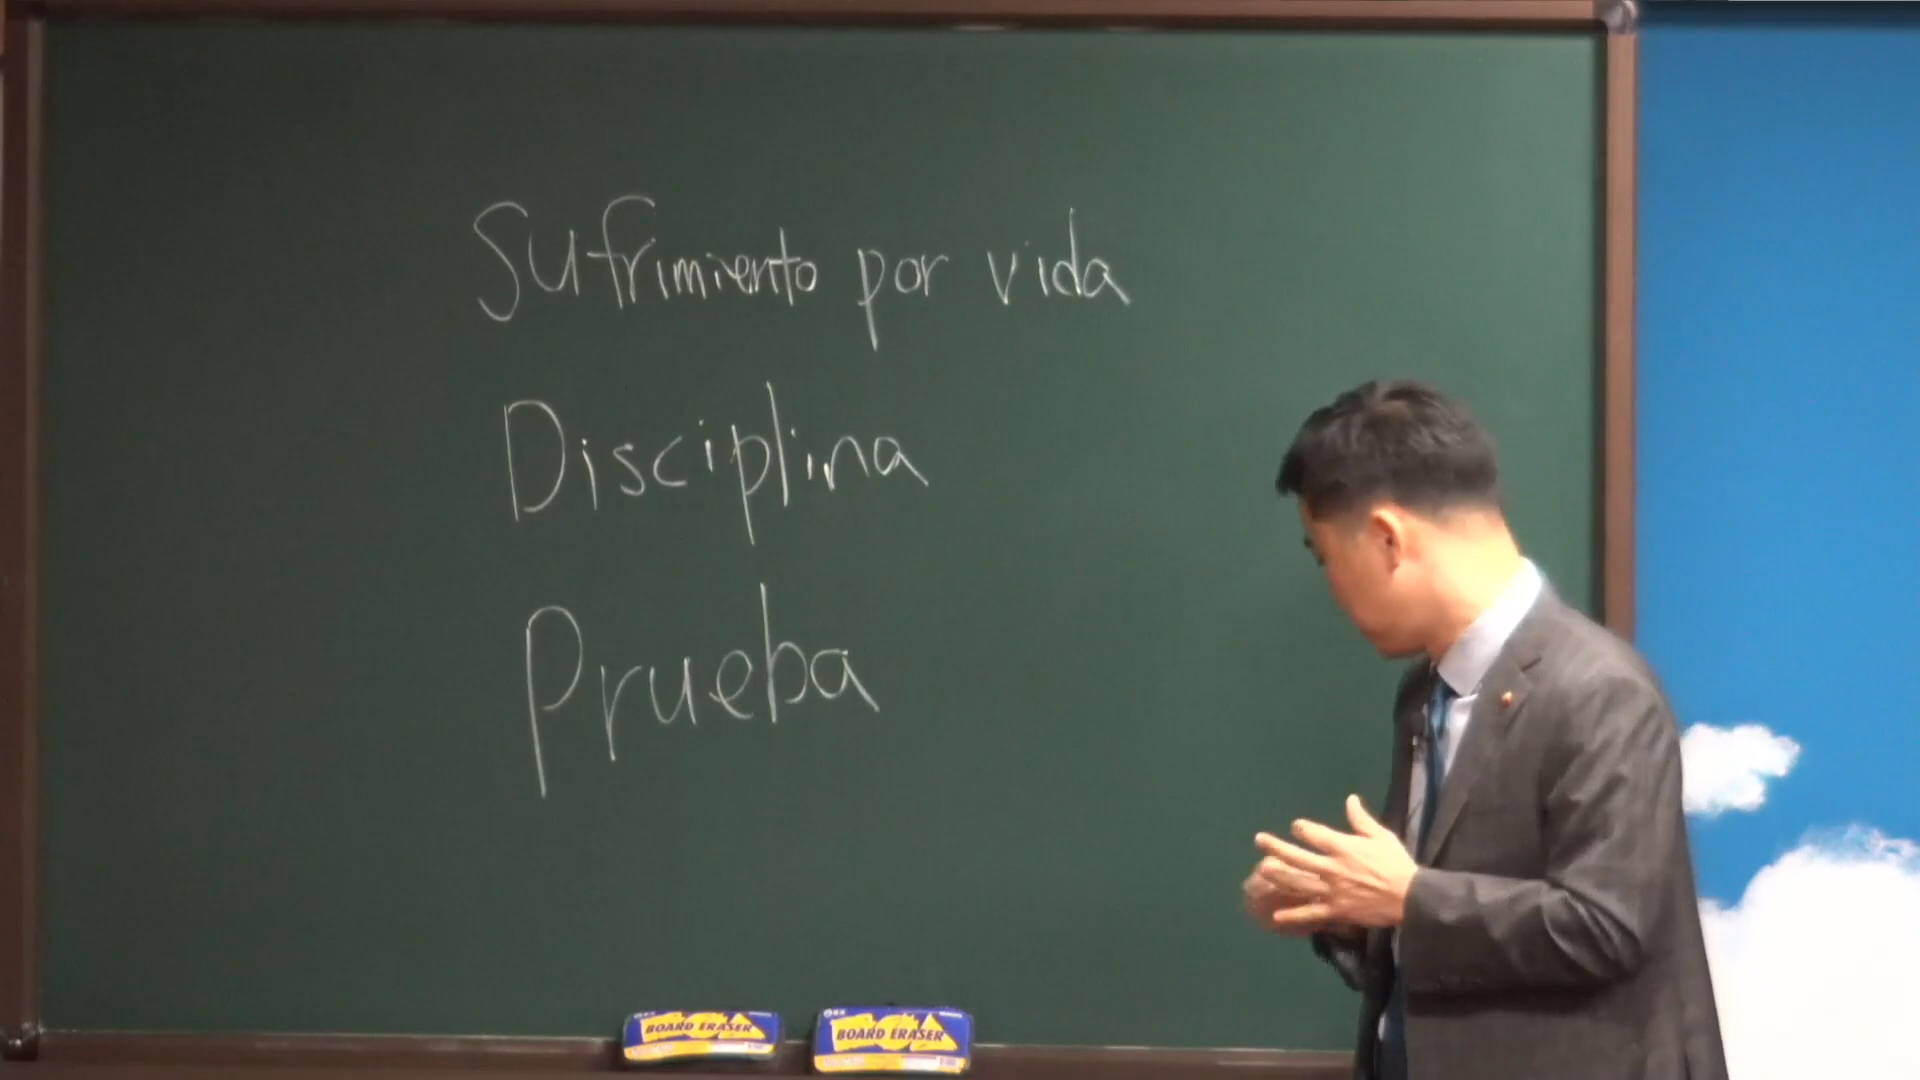 Sufrimiento por vida
Disciplina
Prueba
BOARD ERASER
BOARD ERASER